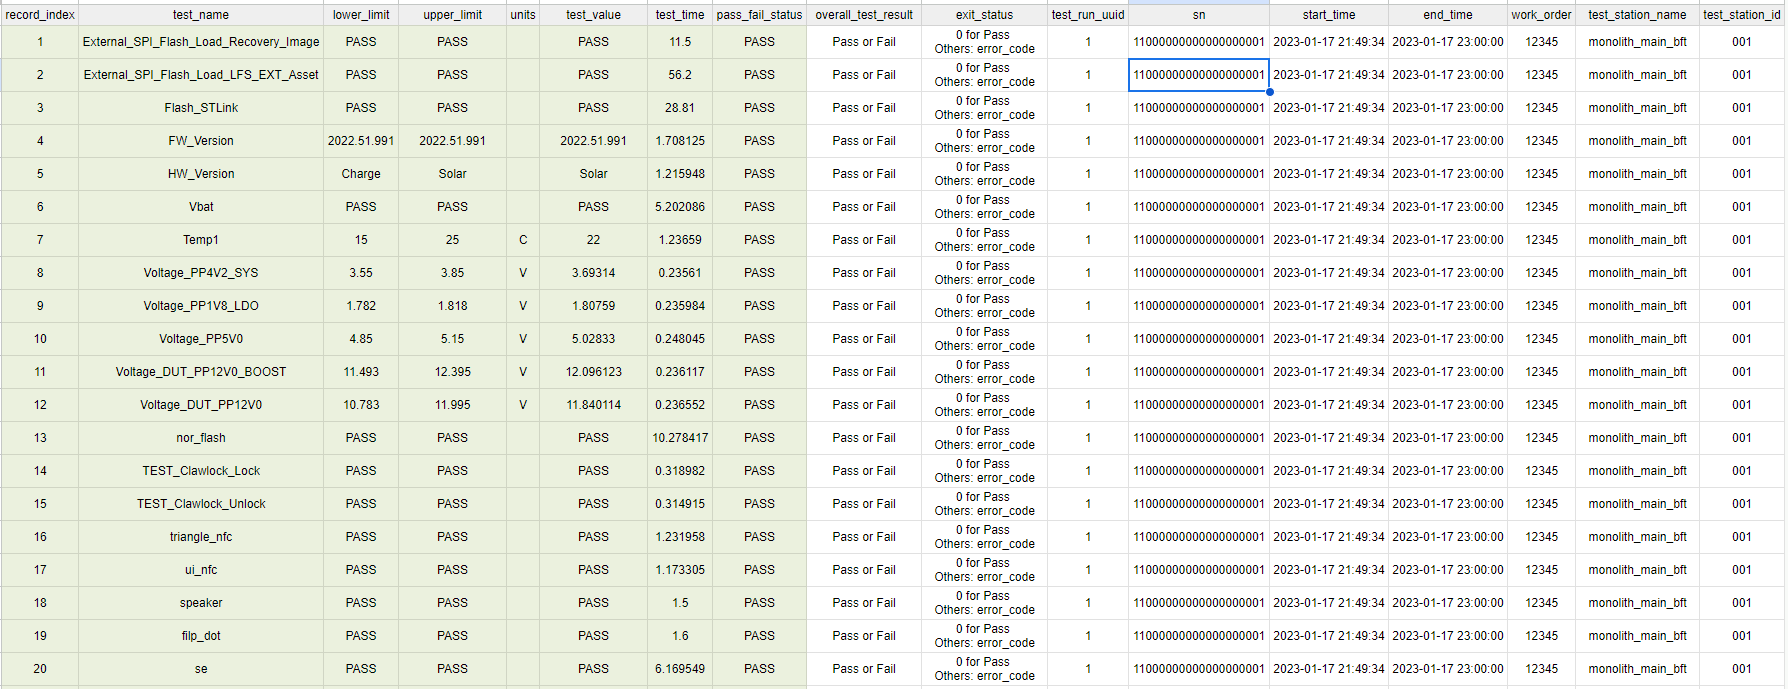 record_index test_name lower_limit upper_limit units test_value test_time pass_fail_status overall_test_result exit_status test_run_uuid sn start_time end_time work_order test_station_name test_station_id
1 External_SPI_Flash_Load_Recovery_Image PASS PASS PASS 11.5 PASS Pass or Fail 0 for Pass Others: error_code 1 11000000000000000001 2023-01-17 21:49:34 2023-01-17 23:00:00 12345 monolith_main_bft 001
2 External_SPI_Flash_Load_LFS_EXT_Asset PASS PASS PASS 56.2 PASS Pass or Fail 0 for Pass Others: error_code 1 11000000000000000001 2023-01-17 21:49:34 2023-01-17 23:00:00 12345 monolith_main_bft 001
3 Flash_STLink PASS PASS PASS 28.81 PASS Pass or Fail 0 for Pass Others: error_code 1 11000000000000000001 2023-01-17 21:49:34 2023-01-17 23:00:00 12345 monolith_main_bft 001
4 FW_Version 2022.51.991 2022.51.991 2022.51.991 1.708125 PASS Pass or Fail 0 for Pass Others: error_code 1 11000000000000000001 2023-01-17 21:49:34 2023-01-17 23:00:00 12345 monolith_main_bft 001
5 HW_Version Charge Solar Solar 1.215948 PASS Pass or Fail 0 for Pass Others: error_code 1 11000000000000000001 2023-01-17 21:49:34 2023-01-17 23:00:00 12345 monolith_main_bft 001
6 Vbat PASS PASS PASS 5.202086 PASS Pass or Fail 0 for Pass Others: error_code 1 11000000000000000001 2023-01-17 21:49:34 2023-01-17 23:00:00 12345 monolith_main_bft 001
7 Temp1 15 25 C 22 1.23659 PASS Pass or Fail 0 for Pass Others: error_code 1 11000000000000000001 2023-01-17 21:49:34 2023-01-17 23:00:00 12345 monolith_main_bft 001
8 Voltage_PP4V2_SYS 3.55 3.85 V 3.69314 0.23561 PASS Pass or Fail 0 for Pass Others: error_code 1 11000000000000000001 2023-01-17 21:49:34 2023-01-17 23:00:00 12345 monolith_main_bft 001
9 Voltage_PP1V8_LDO 1.782 1.818 V 1.80759 0.235984 PASS Pass or Fail 0 for Pass Others: error_code 1 11000000000000000001 2023-01-17 21:49:34 2023-01-17 23:00:00 12345 monolith_main_bft 001
10 Voltage_PP5V0 4.85 5.15 V 5.02833 0.248045 PASS Pass or Fail 0 for Pass Others: error_code 1 11000000000000000001 2023-01-17 21:49:34 2023-01-17 23:00:00 12345 monolith_main_bft 001
11 Voltage_DUT_PP12V0_BOOST 11.493 12.395 V 12.096123 0.236117 PASS Pass or Fail 0 for Pass Others: error_code 1 11000000000000000001 2023-01-17 21:49:34 2023-01-17 23:00:00 12345 monolith_main_bft 001
12 Voltage_DUT_PP12V0 10.783 11.995 V 11.840114 0.236552 PASS Pass or Fail 0 for Pass Others: error_code 1 11000000000000000001 2023-01-17 21:49:34 2023-01-17 23:00:00 12345 monolith_main_bft 001
13 nor_flash PASS PASS PASS 10.278417 PASS Pass or Fail 0 for Pass Others: error_code 1 11000000000000000001 2023-01-17 21:49:34 2023-01-17 23:00:00 12345 monolith_main_bft 001
14 TEST_Clawlock_Lock PASS PASS PASS 0.318982 PASS Pass or Fail 0 for Pass Others: error_code 1 11000000000000000001 2023-01-17 21:49:34 2023-01-17 23:00:00 12345 monolith_main_bft 001
15 TEST_Clawlock_Unlock PASS PASS PASS 0.314915 PASS Pass or Fail 0 for Pass Others: error_code 1 11000000000000000001 2023-01-17 21:49:34 2023-01-17 23:00:00 12345 monolith_main_bft 001
16 triangle_nfc PASS PASS PASS 1.231958 PASS Pass or Fail 0 for Pass Others: error_code 1 11000000000000000001 2023-01-17 21:49:34 2023-01-17 23:00:00 12345 monolith_main_bft 001
17 ui_nfc PASS PASS PASS 1.173305 PASS Pass or Fail 0 for Pass Others: error_code 1 11000000000000000001 2023-01-17 21:49:34 2023-01-17 23:00:00 12345 monolith_main_bft 001
18 speaker PASS PASS PASS 1.5 PASS Pass or Fail 0 for Pass Others: error_code 1 11000000000000000001 2023-01-17 21:49:34 2023-01-17 23:00:00 12345 monolith_main_bft 001
19 filp_dot PASS PASS PASS 1.6 PASS Pass or Fail 0 for Pass Others: error_code 1 11000000000000000001 2023-01-17 21:49:34 2023-01-17 23:00:00 12345 monolith_main_bft 001
20 se PASS PASS PASS 6.169549 PASS Pass or Fail 0 for Pass Others: error_code 1 11000000000000000001 2023-01-17 21:49:34 2023-01-17 23:00:00 12345 monolith_main_bft 001